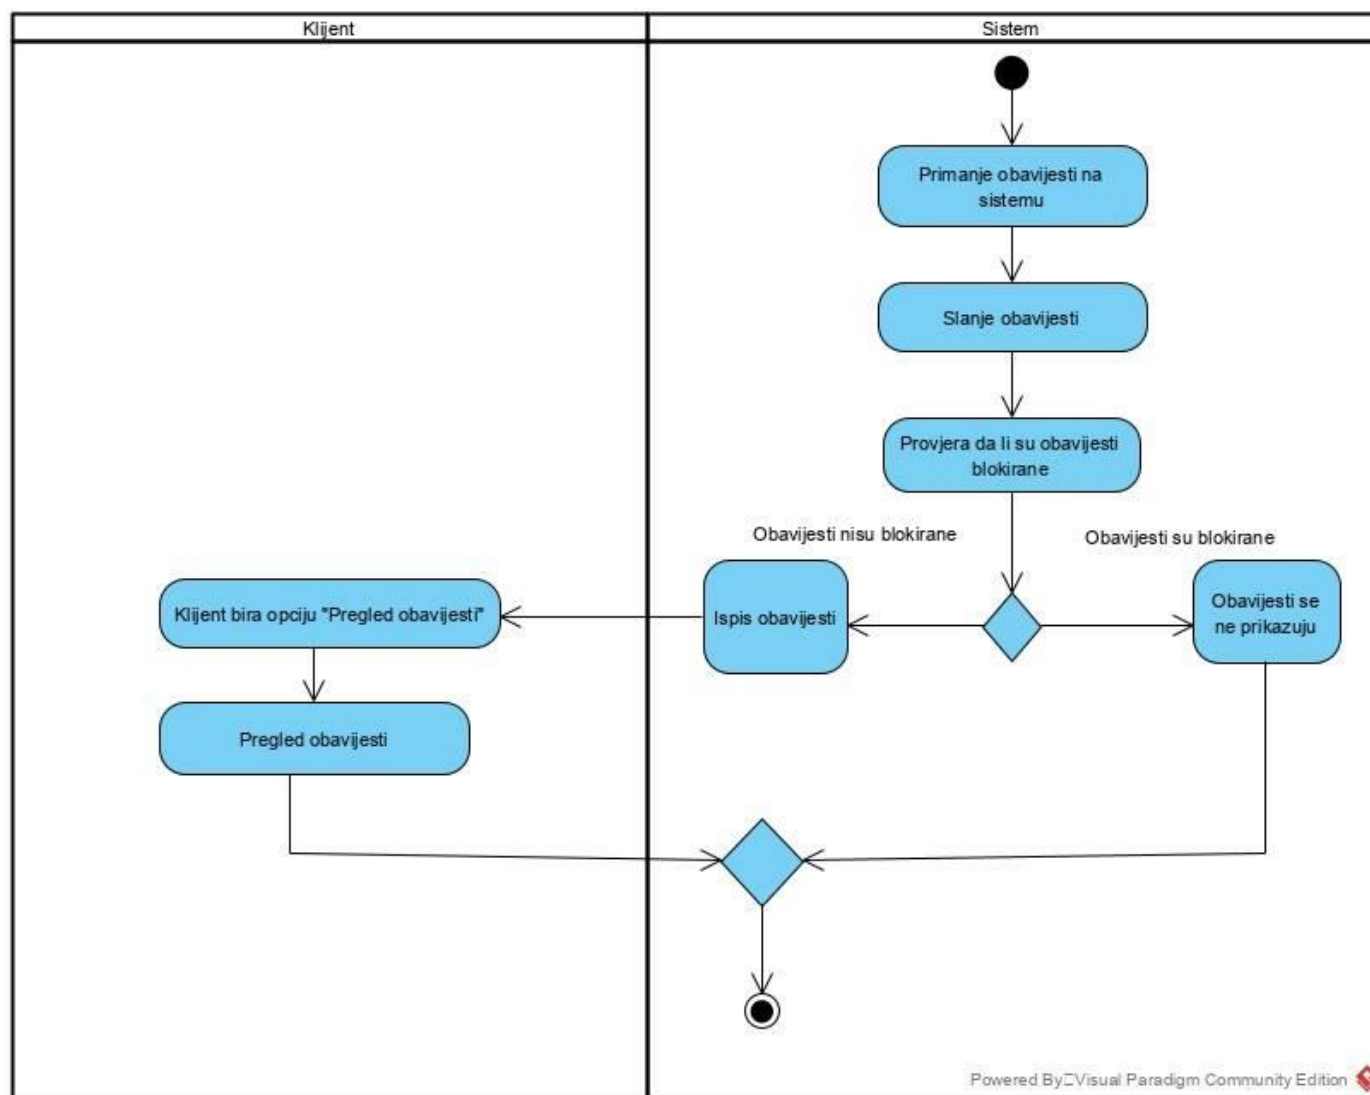 Klijent
Sistem
Primanje obavijesti na
sistemu
Slanje obavijesti
Provjera da li su obavijesti
blokirane
Obavijesti nisu blokirane
Obavijesti su blokirane
Ispis obavijesti
Obavijesti se
ne prikazuju
Klijent bira opciju "Pregled obavijesti"
Pregled obavijesti
Powered By Visual Paradigm Community Edition